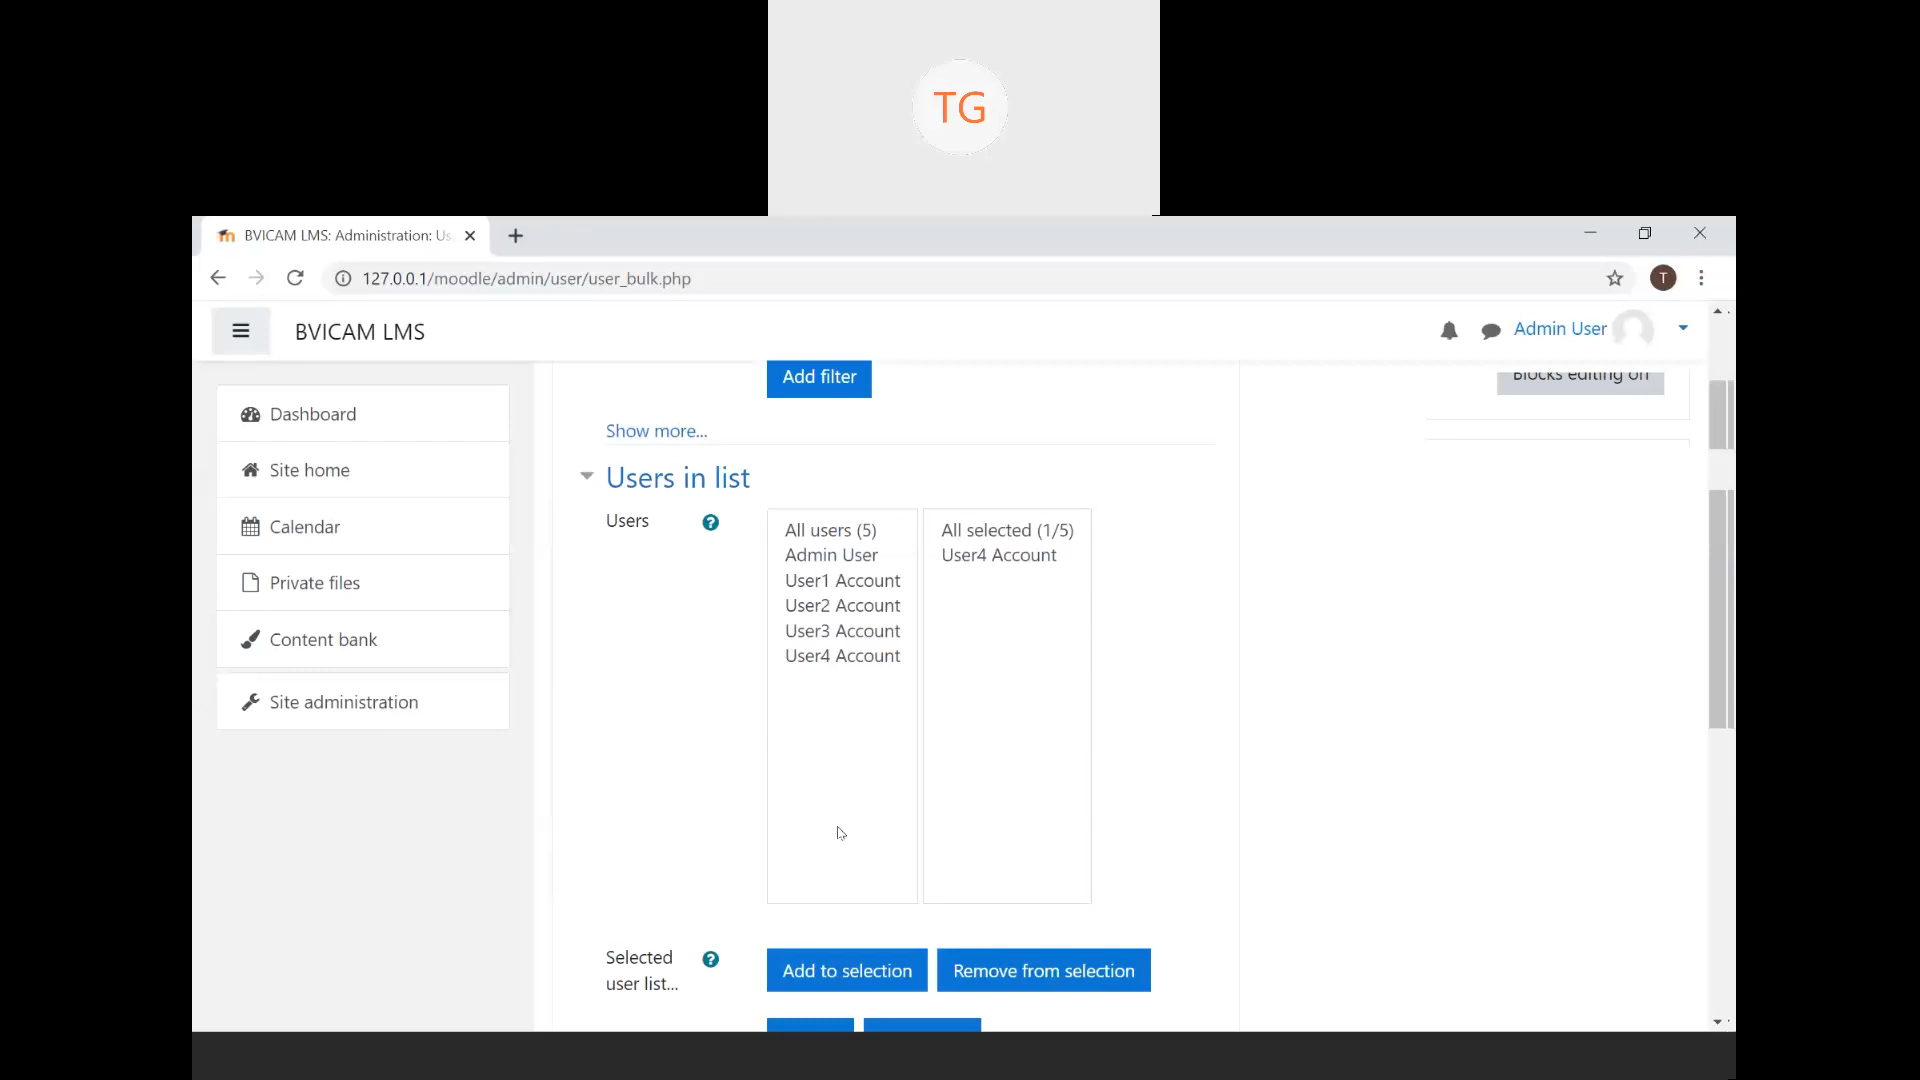 TG
BVICAM LMS: Administration: Us
127.0.0.1/moodle/admin/user/user_bulk.php
T
BVICAM LMS
Admin User
Dashboard
Site home
Calendar
Private files
Content bank
Site administration
Add filter
Blocks editing on
Show more...
Users in list
Users
All users (5)
Admin User
User1 Account
User2 Account
User3 Account
User4 Account
All selected (1/5)
User4 Account
Selected
user list...
Add to selection
Remove from selection